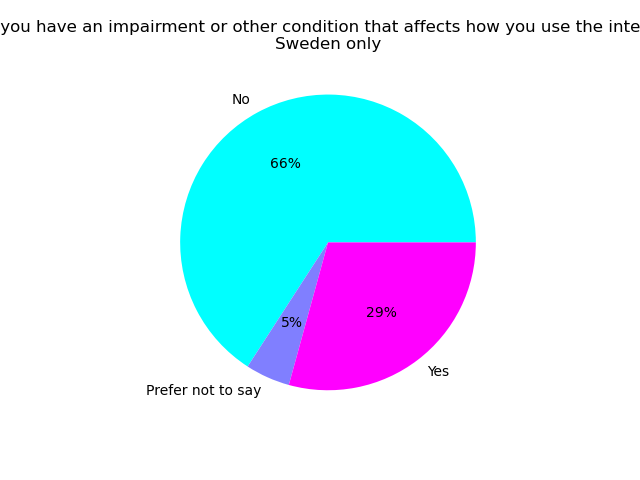 you have an impairment or other condition that affects how you use the
Sweden only
No
66%
5%
29%
Yes
Prefer not to say